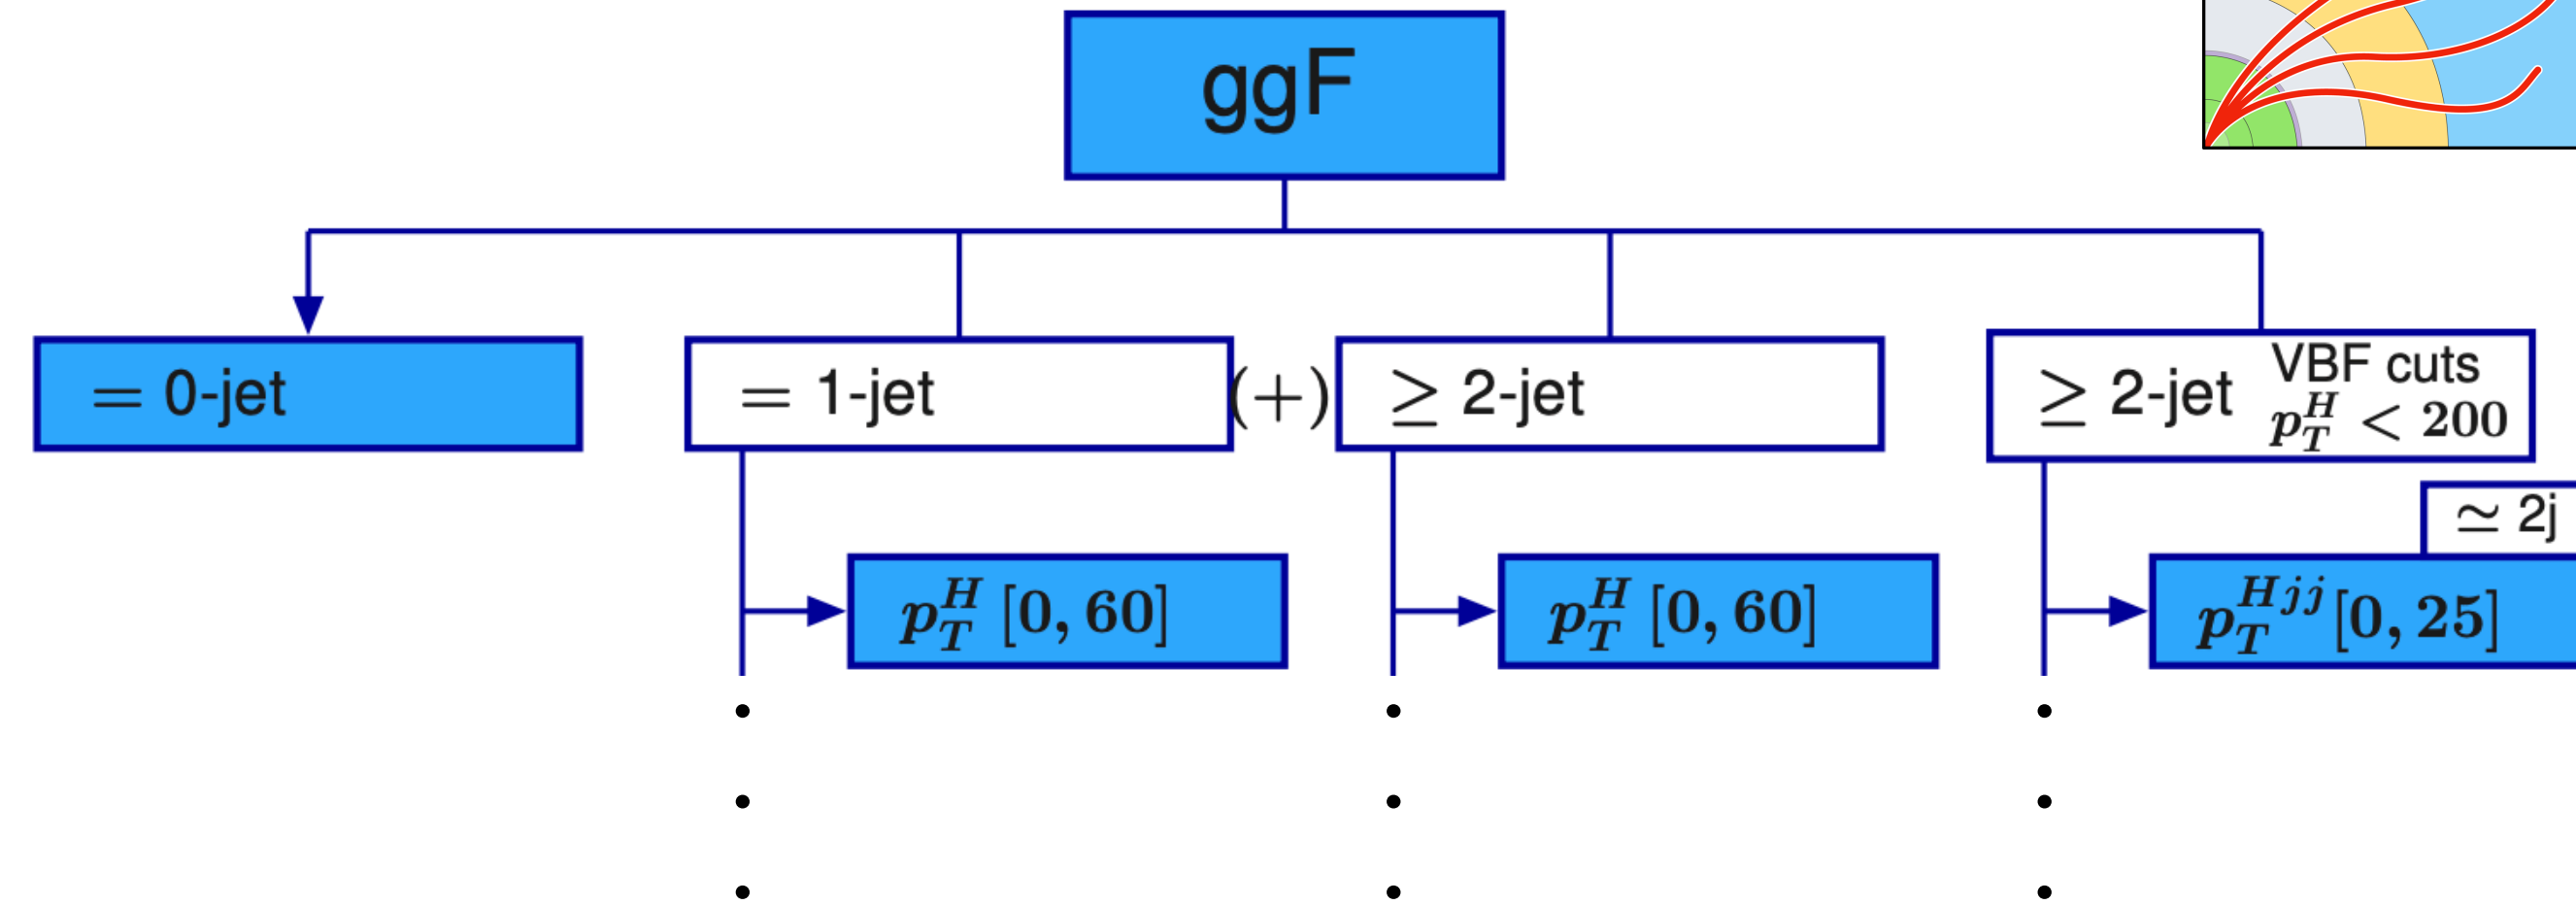 ggF
= 0-jet
= 1-jet
(+)
≥ 2-jet
≥ 2-jet
VBF cuts
p_T^H < 200
≃ 2j
p_T^H [0, 60]
p_T^H [0, 60]
p_T^{Hjj} [0, 25]